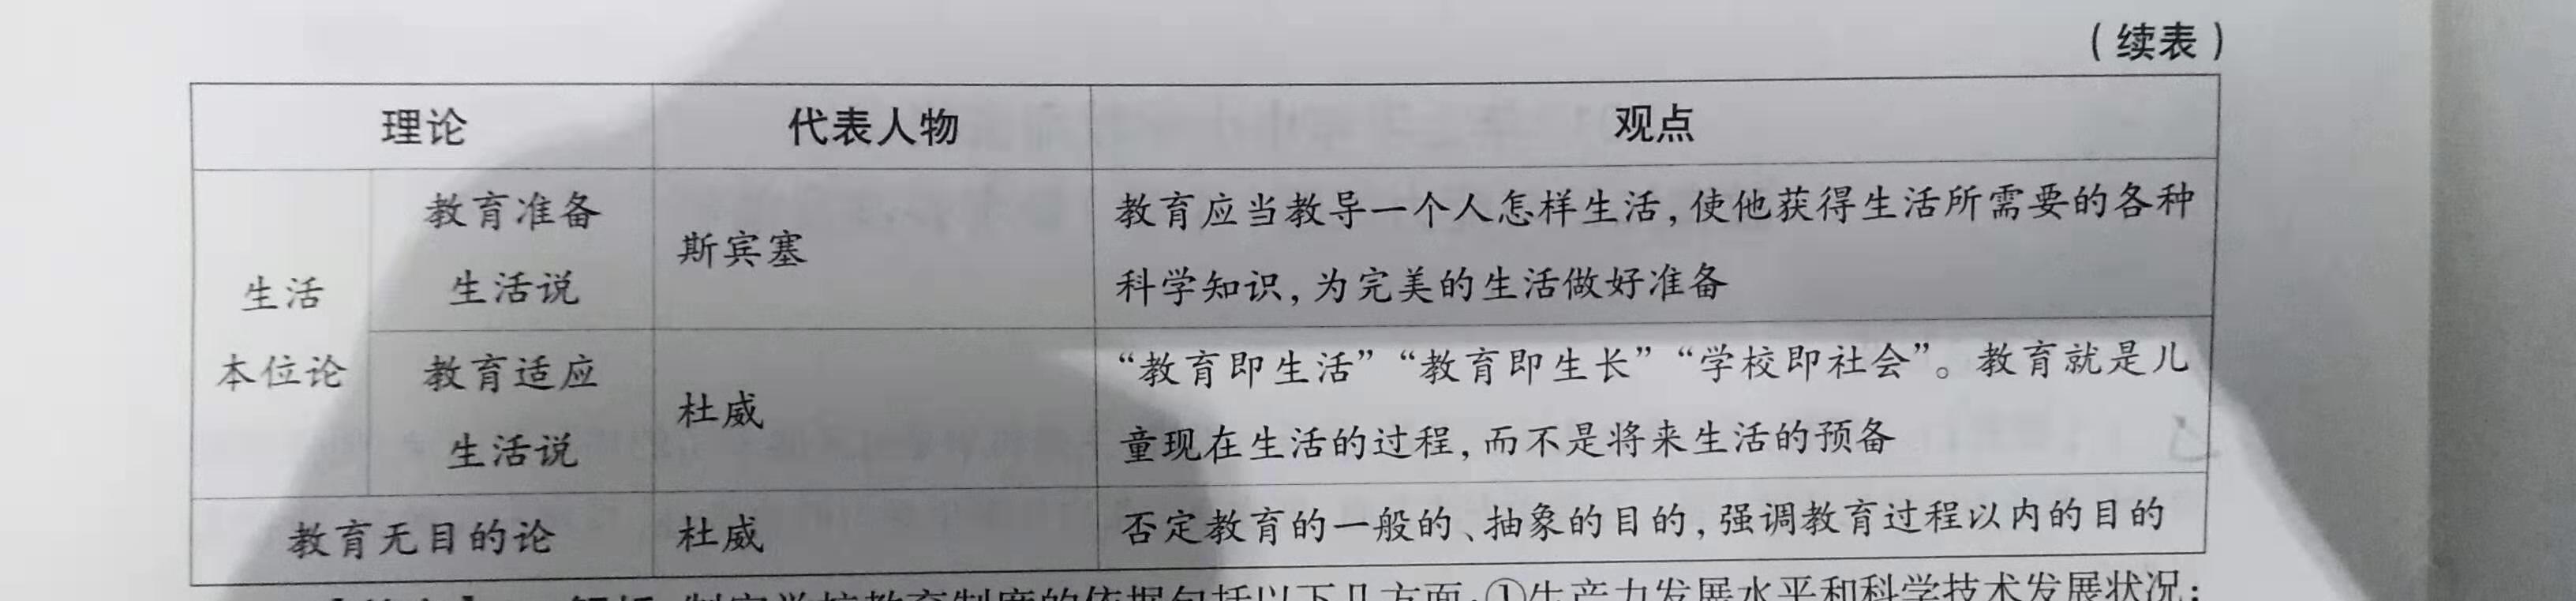 （续表）
理论 代表人物 观点
生活
本位论
教育准备
生活说
斯宾塞
教育应当教导一个人怎样生活，使他获得生活所需要的各种
科学知识，为完美的生活做好准备
教育适应
生活说
杜威
“教育即生活”“教育即生长”“学校即社会”。教育就是儿
童现在生活的过程，而不是将来生活的预备
教育无目的论 杜威 否定教育的一般的、抽象的目的，强调教育过程以内的目的
制定学校教育制度的依据包括以下几方面：①生产力发展水平和科学技术发展状况；